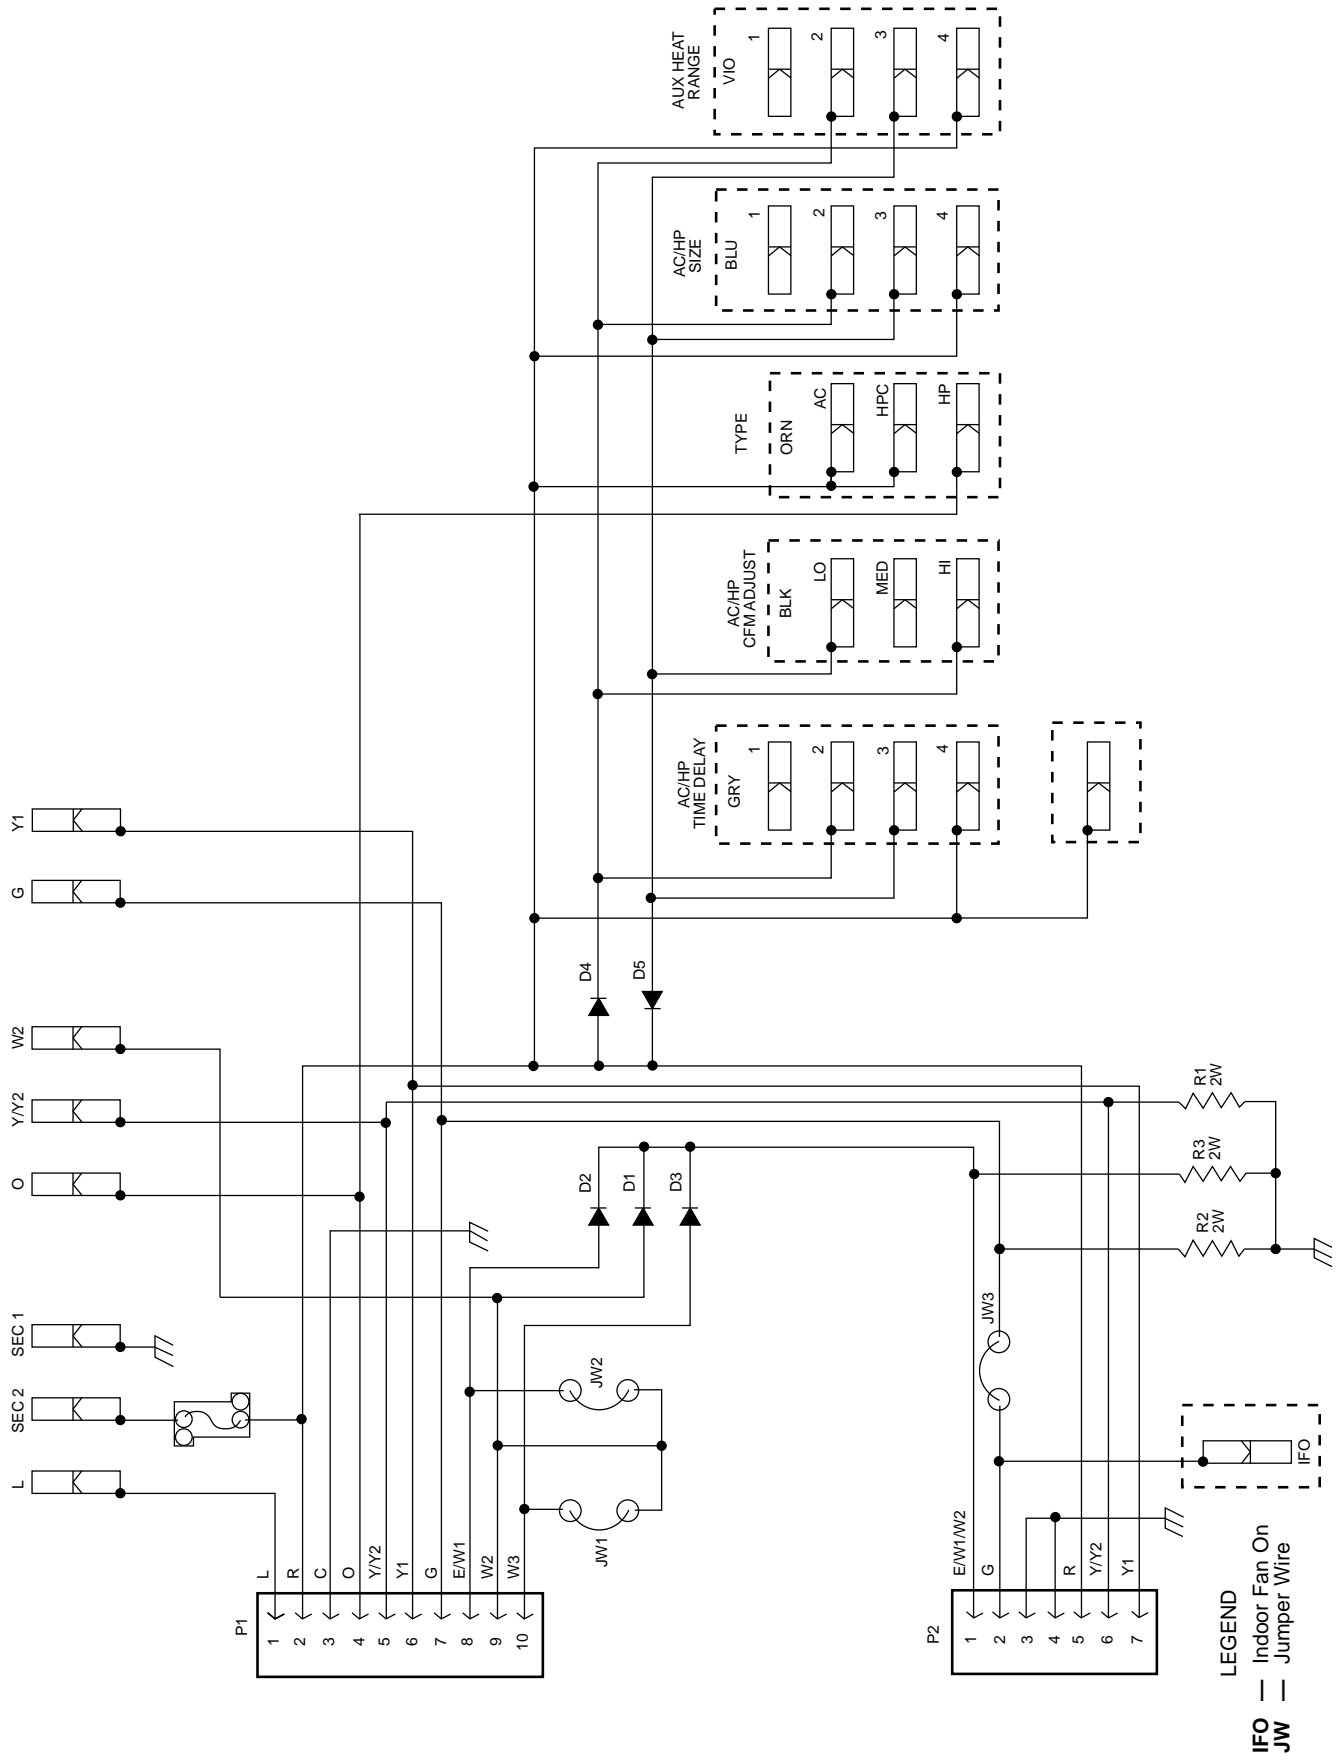 L
SEC 2
SEC 1
O
Y/Y2
W2
G
Y1
P1
1
2
3
4
5
6
7
8
9
10
L
R
C
O
Y/Y2
Y1
G
E/W1
W2
W3
JW1
JW2
D2
D1
D3
D4
D5
AC/HP
TIME DELAY
GRY
1
2
3
4
AC/HP
CFM ADJUST
BLK
LO
MED
HI
TYPE
ORN
AC
HPC
HP
AC/HP
SIZE
BLU
1
2
3
4
AUX HEAT
RANGE
VIO
1
2
3
4
P2
1
2
3
4
5
6
7
E/W1/W2
G
R
Y/Y2
Y1
JW3
R2
2W
R3
2W
R1
2W
IFO
LEGEND
IFO — Indoor Fan On
JW — Jumper Wire